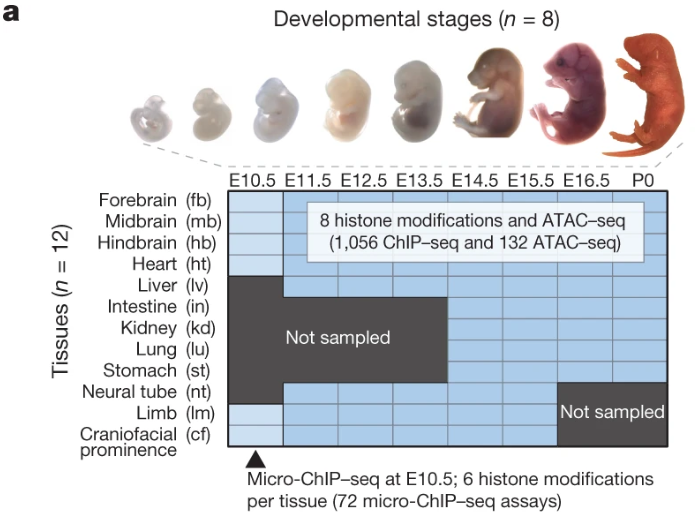 a
Developmental stages (n = 8)
E10.5 E11.5 E12.5 E13.5 E14.5 E15.5 E16.5 P0
Tissues (n = 12)
Forebrain (fb)
Midbrain (mb)
Hindbrain (hb)
Heart (ht)
Liver (lv)
Intestine (in)
Kidney (kd)
Lung (lu)
Stomach (st)
Neural tube (nt)
Limb (lm)
Craniofacial (cf)
prominence
8 histone modifications and ATAC–seq
(1,056 ChIP–seq and 132 ATAC–seq)
Not sampled
Not sampled
Micro-ChIP–seq at E10.5; 6 histone modifications
per tissue (72 micro-ChIP–seq assays)